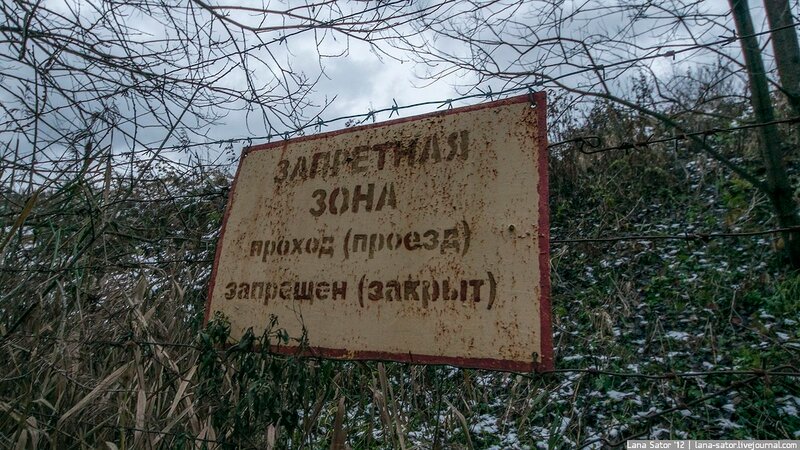 ЗАПРЕТНАЯ
ЗОНА
проход (проезд)
запрещен (закрыт)
Lana Sator '12 | lana-sator.livejournal.com